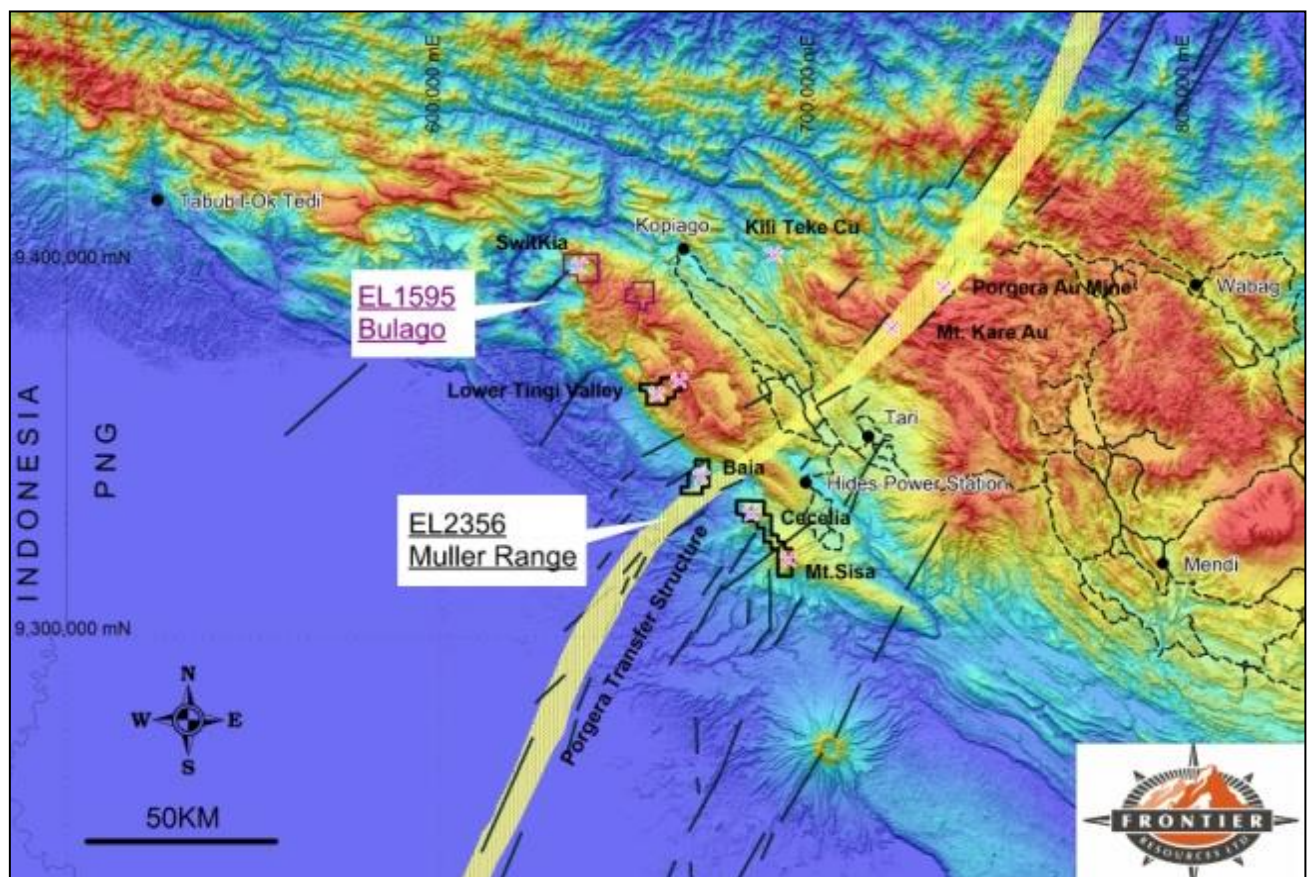 600,000 mE
700,000 mE
800,000 mE
Tabubil-Ok Tedi
Kopiago
Kili Teke Cu
SwitKia
9,400,000 mN
EL1595
Bulago
Porgera Au Mine
Wabag
Mt. Kare Au
Lower Tingi Valley
INDONESIA
PNG
Tari
Baia
Hides Power Station
EL2356
Muller Range
Cecelia
Mt.Sisa
Mendi
Porgera Transfer Structure
9,300,000 mN
N
W E
S
50KM
FRONTIER
RESOURCES LTD